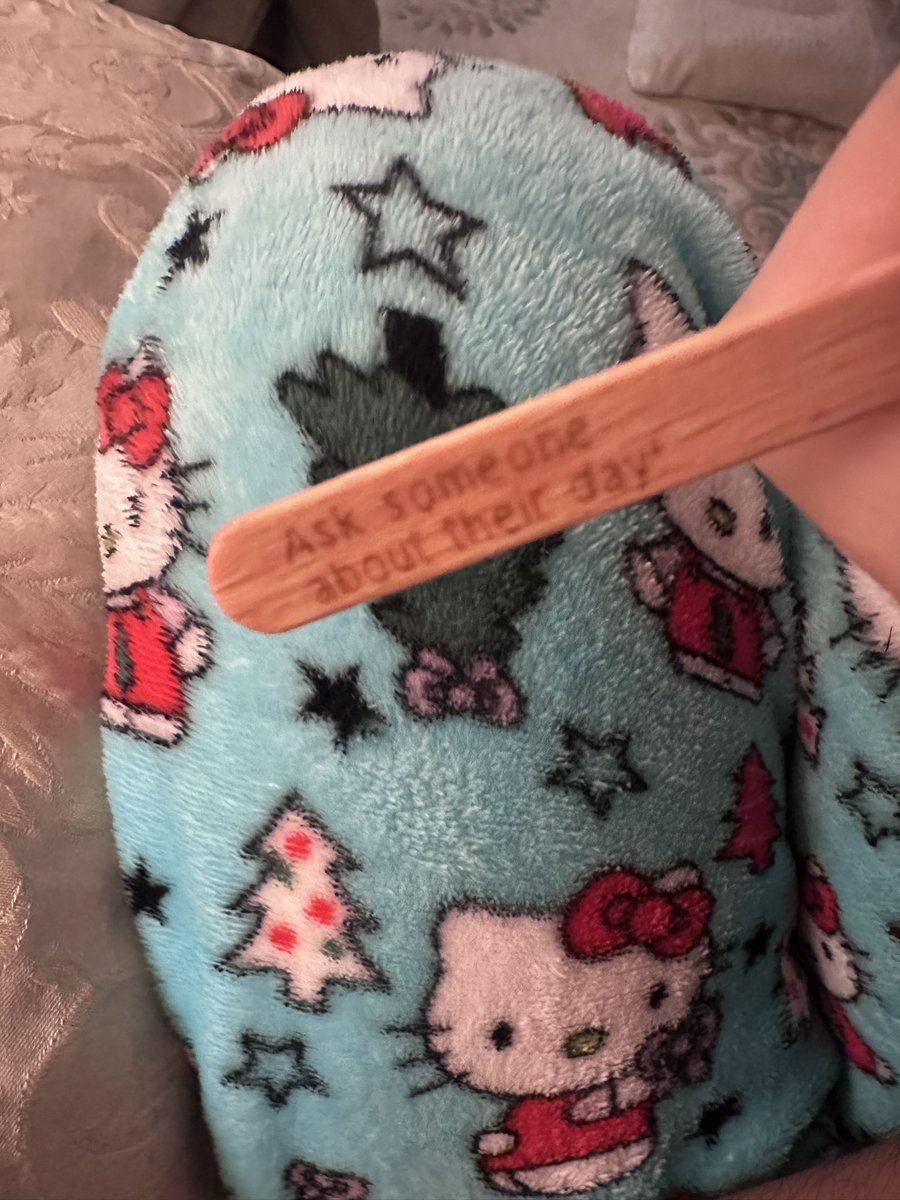 Ask someone
about their day